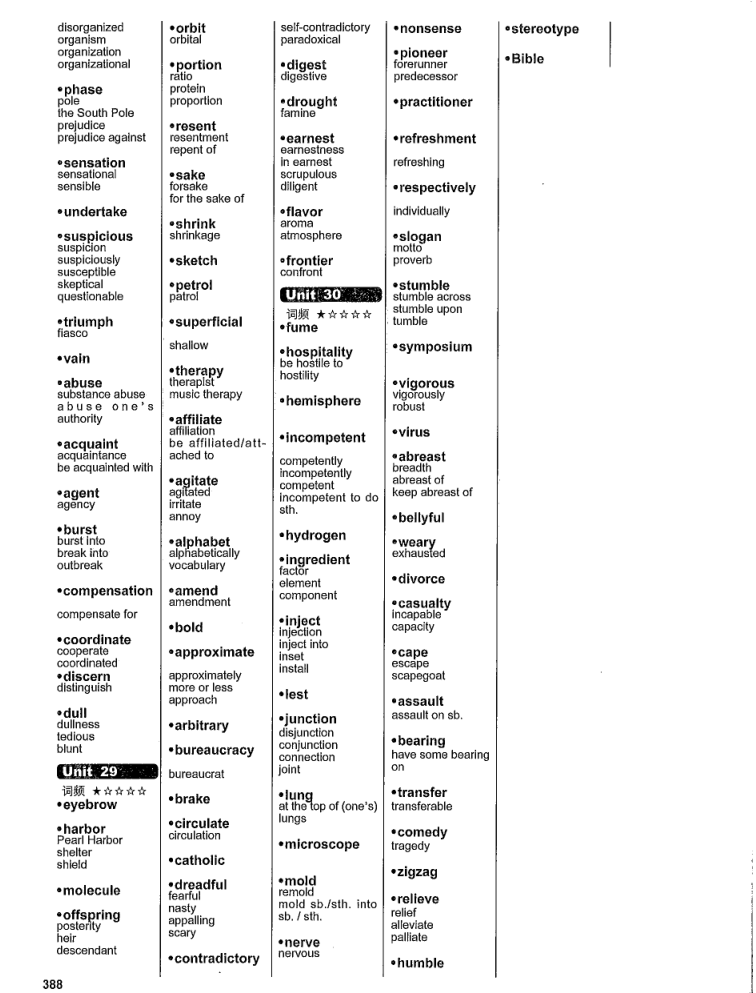 disorganized
organism
organization
organizational
•phase
pole
the South Pole
prejudice
prejudice against
•sensation
sensational
sensible
•undertake
•suspicious
suspicion
suspiciously
susceptible
skeptical
questionable
•triumph
fiasco
•vain
•abuse
substance abuse
abuse one's
authority
•acquaint
acquaintance
be acquainted with
•agent
agency
•burst
burst into
break into
outbreak
•compensation
compensate for
•coordinate
cooperate
coordinated
•discern
distinguish
•dull
dullness
tedious
blunt
Unit 29
词频 ★☆☆☆☆
•eyebrow
•harbor
Pearl Harbor
shelter
shield
•molecule
•offspring
posterity
heir
descendant
•orbit
orbital
•portion
ratio
protein
proportion
•resent
resentment
repent of
•sake
forsake
for the sake of
•shrink
shrinkage
•sketch
•petrol
patrol
•superficial
shallow
•therapy
therapist
music therapy
•affiliate
affiliation
be affiliated/att-
ached to
•agitate
agitated
irritate
annoy
•alphabet
alphabetically
vocabulary
•amend
amendment
•bold
•approximate
approximately
more or less
approach
•arbitrary
•bureaucracy
bureaucrat
•brake
•circulate
circulation
•catholic
•dreadful
fearful
nasty
appalling
scary
•contradictory
self-contradictory
paradoxical
•digest
digestive
•drought
famine
•earnest
earnestness
in earnest
scrupulous
diligent
•flavor
aroma
atmosphere
•frontier
confront
Unit 30
词频 ★☆☆☆☆
•fume
•hospitality
be hostile to
hostility
•hemisphere
•incompetent
competently
incompetently
competent
incompetent to do
sth.
•hydrogen
•ingredient
factor
element
component
•inject
injection
inject into
inset
install
•lest
•junction
disjunction
conjunction
connection
joint
•lung
at the top of (one's)
lungs
•microscope
•mold
remold
mold sb./sth. into
sb. / sth.
•nerve
nervous
•nonsense
•pioneer
forerunner
predecessor
•practitioner
•refreshment
refreshing
•respectively
individually
•slogan
motto
proverb
•stumble
stumble across
stumble upon
tumble
•symposium
•vigorous
vigorously
robust
•virus
•abreast
breadth
abreast of
keep abreast of
•bellyful
•weary
exhausted
•divorce
•casualty
incapable
capacity
•cape
escape
scapegoat
•assault
assault on sb.
•bearing
have some bearing
on
•transfer
transferable
•comedy
tragedy
•zigzag
•relieve
relief
alleviate
palliate
•humble
•stereotype
•Bible
388